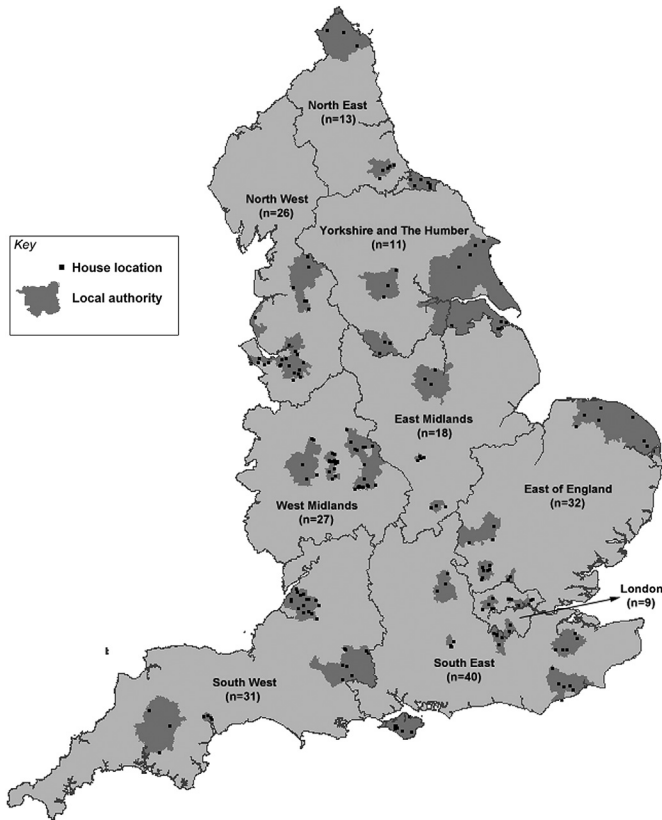 North East
(n=13)
North West
(n=26)
Yorkshire and The Humber
(n=11)
Key
House location
Local authority
East Midlands
(n=18)
West Midlands
(n=27)
East of England
(n=32)
London
(n=9)
South East
(n=40)
South West
(n=31)